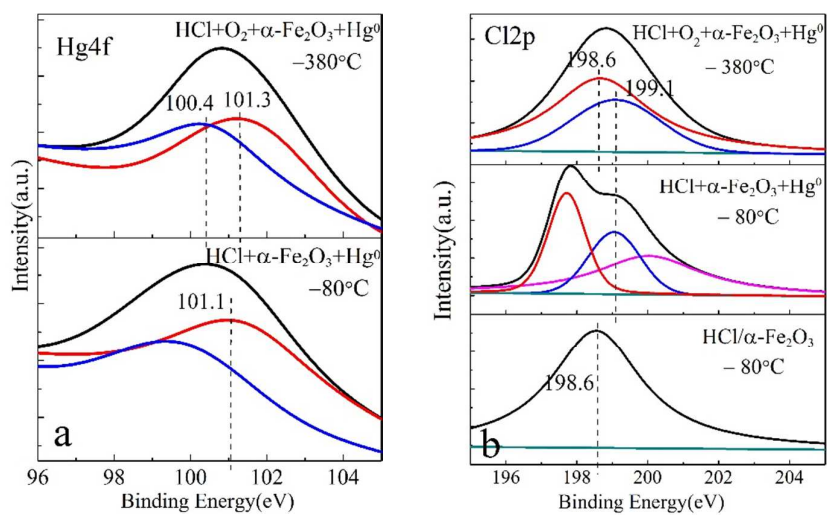 Hg4f
HCl+O₂+α-Fe₂O₃+Hg⁰
–380°C
100.4
101.3
HCl+α-Fe₂O₃+Hg⁰
–80°C
101.1
a
Intensity(a.u.)
96 98 100 102 104
Binding Energy(eV)
Cl2p
HCl+O₂+α-Fe₂O₃+Hg⁰
– 380°C
198.6
199.1
HCl+α-Fe₂O₃+Hg⁰
– 80°C
HCl/α-Fe₂O₃
– 80°C
198.6
b
Intensity(a.u.)
196 198 200 202 204
Binding Energy(eV)